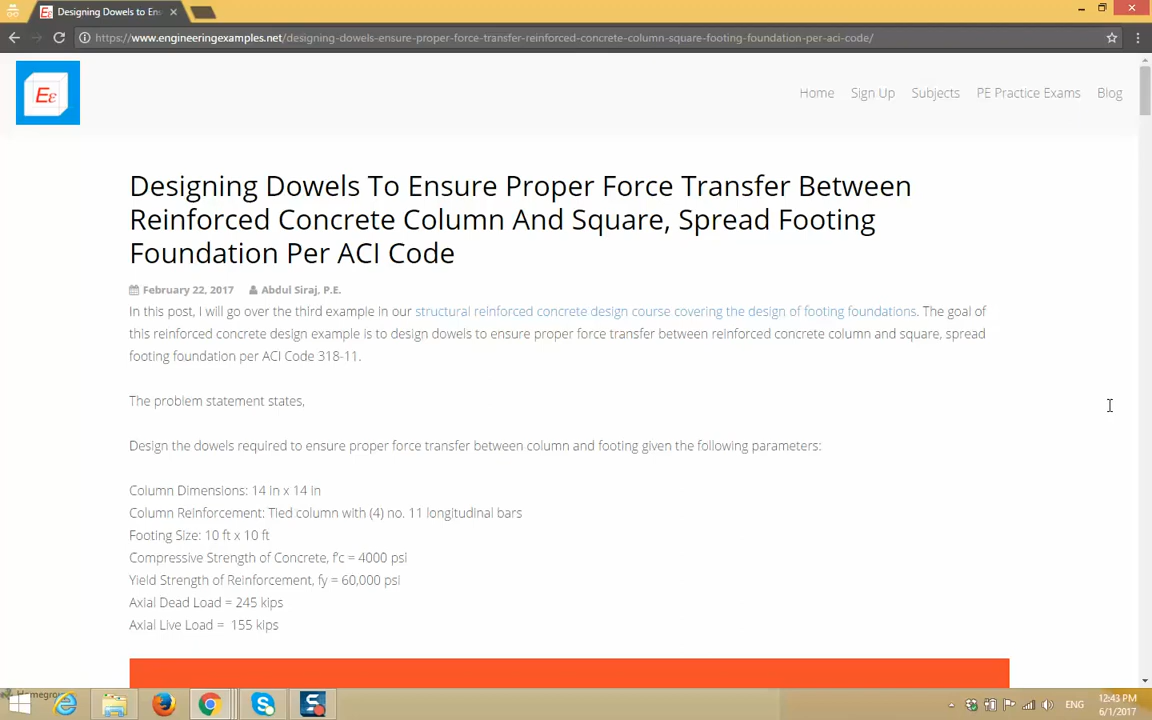 Designing Dowels to Ens
https://www.engineeringexamples.net/designing-dowels-ensure-proper-force-transfer-reinforced-concrete-column-square-footing-foundation-per-aci-code/
Eε
Home Sign Up Subjects PE Practice Exams Blog
Designing Dowels To Ensure Proper Force Transfer Between
Reinforced Concrete Column And Square, Spread Footing
Foundation Per ACI Code
February 22, 2017 Abdul Siraj, P.E.
In this post, I will go over the third example in our structural reinforced concrete design course covering the design of footing foundations. The goal of
this reinforced concrete design example is to design dowels to ensure proper force transfer between reinforced concrete column and square, spread
footing foundation per ACI Code 318-11.
The problem statement states,
Design the dowels required to ensure proper force transfer between column and footing given the following parameters:
Column Dimensions: 14 in x 14 in
Column Reinforcement: Tied column with (4) no. 11 longitudinal bars
Footing Size: 10 ft x 10 ft
Compressive Strength of Concrete, f'c = 4000 psi
Yield Strength of Reinforcement, fy = 60,000 psi
Axial Dead Load = 245 kips
Axial Live Load = 155 kips
ENG
12:43 PM
6/1/2017